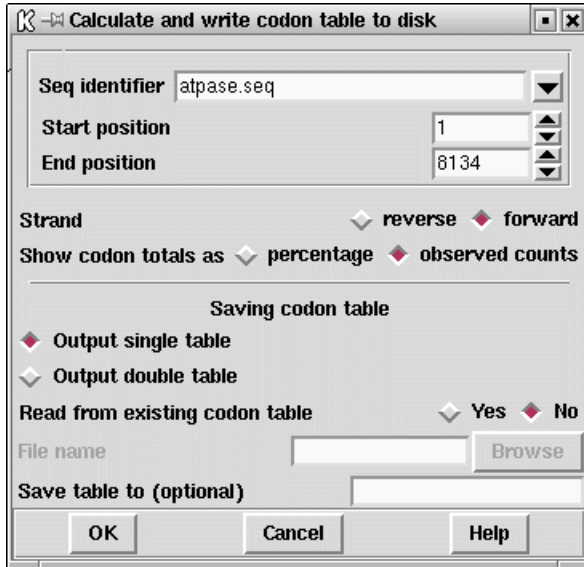 Calculate and write codon table to disk
Seq identifier atpase.seq
Start position 1
End position 8134
Strand reverse forward
Show codon totals as percentage observed counts
Saving codon table
Output single table
Output double table
Read from existing codon table Yes No
File name Browse
Save table to (optional)
OK Cancel Help